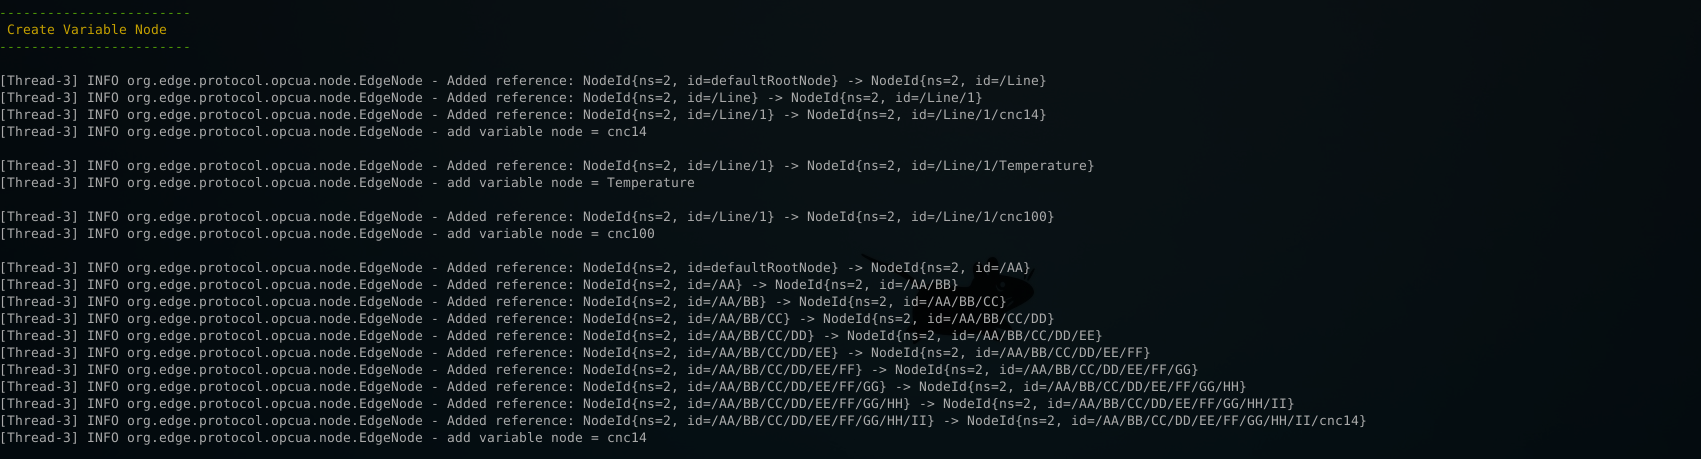 ------------------------
Create Variable Node
------------------------
[Thread-3] INFO org.edge.protocol.opcua.node.EdgeNode - Added reference: NodeId{ns=2, id=defaultRootNode} -> NodeId{ns=2, id=/Line}
[Thread-3] INFO org.edge.protocol.opcua.node.EdgeNode - Added reference: NodeId{ns=2, id=/Line} -> NodeId{ns=2, id=/Line/1}
[Thread-3] INFO org.edge.protocol.opcua.node.EdgeNode - Added reference: NodeId{ns=2, id=/Line/1} -> NodeId{ns=2, id=/Line/1/cnc14}
[Thread-3] INFO org.edge.protocol.opcua.node.EdgeNode - add variable node = cnc14
[Thread-3] INFO org.edge.protocol.opcua.node.EdgeNode - Added reference: NodeId{ns=2, id=/Line/1} -> NodeId{ns=2, id=/Line/1/Temperature}
[Thread-3] INFO org.edge.protocol.opcua.node.EdgeNode - add variable node = Temperature
[Thread-3] INFO org.edge.protocol.opcua.node.EdgeNode - Added reference: NodeId{ns=2, id=/Line/1} -> NodeId{ns=2, id=/Line/1/cnc100}
[Thread-3] INFO org.edge.protocol.opcua.node.EdgeNode - add variable node = cnc100
[Thread-3] INFO org.edge.protocol.opcua.node.EdgeNode - Added reference: NodeId{ns=2, id=defaultRootNode} -> NodeId{ns=2, id=/AA}
[Thread-3] INFO org.edge.protocol.opcua.node.EdgeNode - Added reference: NodeId{ns=2, id=/AA} -> NodeId{ns=2, id=/AA/BB}
[Thread-3] INFO org.edge.protocol.opcua.node.EdgeNode - Added reference: NodeId{ns=2, id=/AA/BB} -> NodeId{ns=2, id=/AA/BB/CC}
[Thread-3] INFO org.edge.protocol.opcua.node.EdgeNode - Added reference: NodeId{ns=2, id=/AA/BB/CC} -> NodeId{ns=2, id=/AA/BB/CC/DD}
[Thread-3] INFO org.edge.protocol.opcua.node.EdgeNode - Added reference: NodeId{ns=2, id=/AA/BB/CC/DD} -> NodeId{ns=2, id=/AA/BB/CC/DD/EE}
[Thread-3] INFO org.edge.protocol.opcua.node.EdgeNode - Added reference: NodeId{ns=2, id=/AA/BB/CC/DD/EE} -> NodeId{ns=2, id=/AA/BB/CC/DD/EE/FF}
[Thread-3] INFO org.edge.protocol.opcua.node.EdgeNode - Added reference: NodeId{ns=2, id=/AA/BB/CC/DD/EE/FF} -> NodeId{ns=2, id=/AA/BB/CC/DD/EE/FF/GG}
[Thread-3] INFO org.edge.protocol.opcua.node.EdgeNode - Added reference: NodeId{ns=2, id=/AA/BB/CC/DD/EE/FF/GG} -> NodeId{ns=2, id=/AA/BB/CC/DD/EE/FF/GG/HH}
[Thread-3] INFO org.edge.protocol.opcua.node.EdgeNode - Added reference: NodeId{ns=2, id=/AA/BB/CC/DD/EE/FF/GG/HH} -> NodeId{ns=2, id=/AA/BB/CC/DD/EE/FF/GG/HH/II}
[Thread-3] INFO org.edge.protocol.opcua.node.EdgeNode - Added reference: NodeId{ns=2, id=/AA/BB/CC/DD/EE/FF/GG/HH/II} -> NodeId{ns=2, id=/AA/BB/CC/DD/EE/FF/GG/HH/II/cnc14}
[Thread-3] INFO org.edge.protocol.opcua.node.EdgeNode - add variable node = cnc14